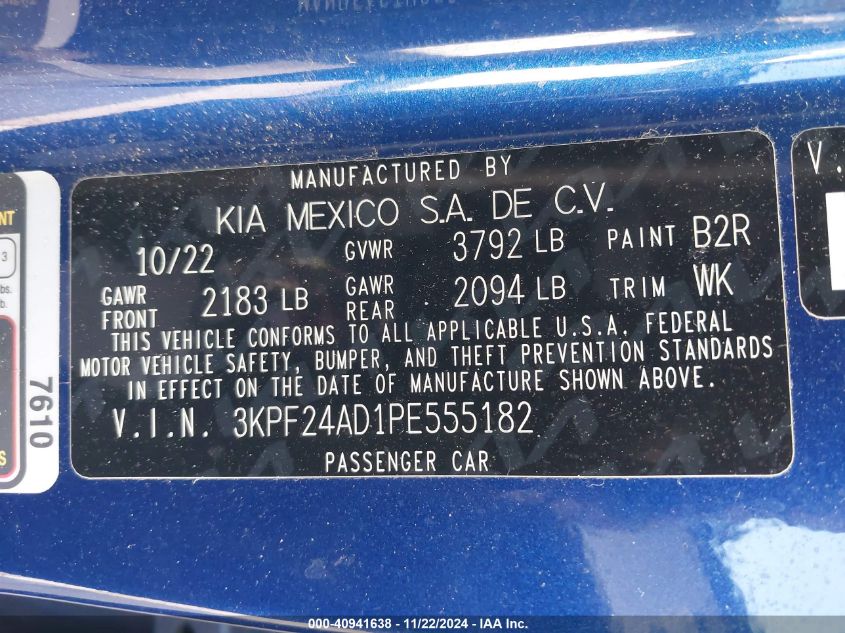 MANUFACTURED BY
KIA MEXICO S.A. DE C.V.
10/22 GVWR 3792 LB PAINT B2R
GAWR FRONT 2183 LB GAWR REAR 2094 LB TRIM WK
THIS VEHICLE CONFORMS TO ALL APPLICABLE U.S.A. FEDERAL
MOTOR VEHICLE SAFETY, BUMPER, AND THEFT PREVENTION STANDARDS
IN EFFECT ON THE DATE OF MANUFACTURE SHOWN ABOVE.
V.I.N. 3KPF24AD1PE555182
PASSENGER CAR
7610
V.
000-40941638 - 11/22/2024 - IAA Inc.